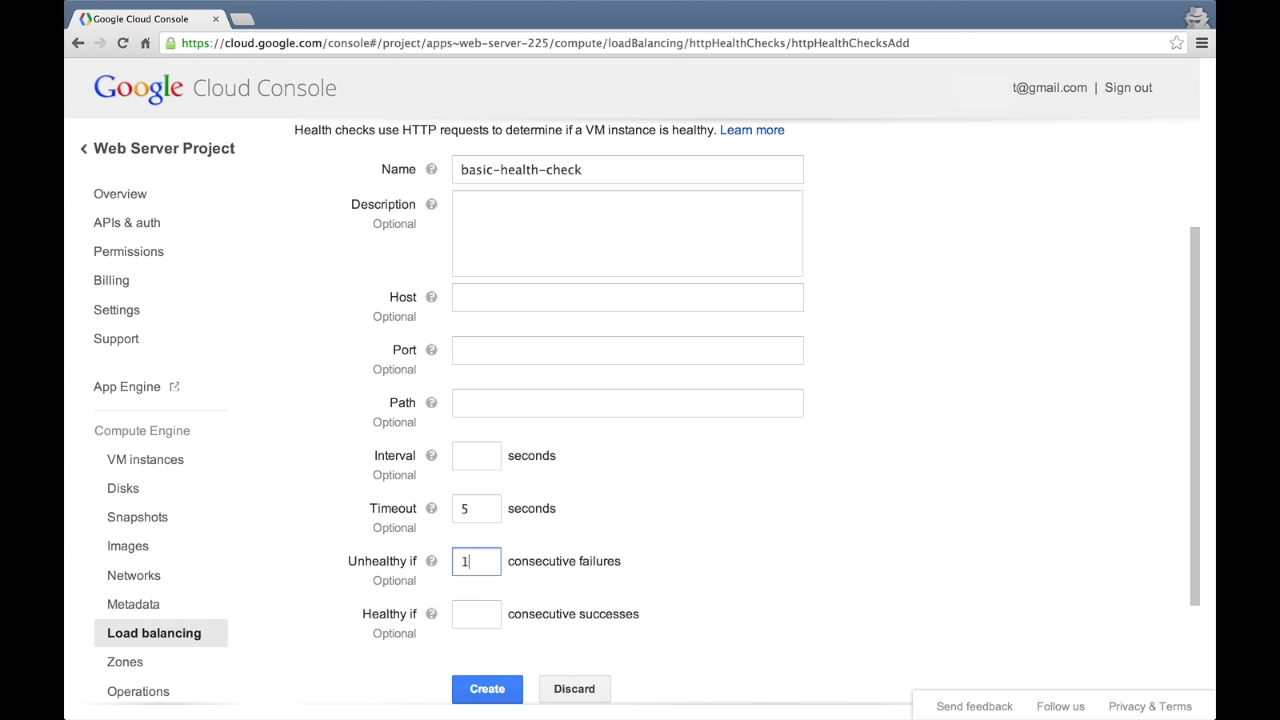 Google Cloud Console
https://cloud.google.com/console#/project/apps~web-server-225/compute/loadBalancing/httpHealthChecks/httpHealthChecksAdd
Google Cloud Console
t@gmail.com | Sign out
Web Server Project
Overview
APIs & auth
Permissions
Billing
Settings
Support
App Engine
Compute Engine
VM instances
Disks
Snapshots
Images
Networks
Metadata
Load balancing
Zones
Operations
Health checks use HTTP requests to determine if a VM instance is healthy. Learn more
Name ? basic-health-check
Description ?
Optional
Host ?
Optional
Port ?
Optional
Path ?
Optional
Interval ? seconds
Optional
Timeout ? 5 seconds
Optional
Unhealthy if ? 1 consecutive failures
Optional
Healthy if ? consecutive successes
Optional
Create Discard
Send feedback Follow us Privacy & Terms